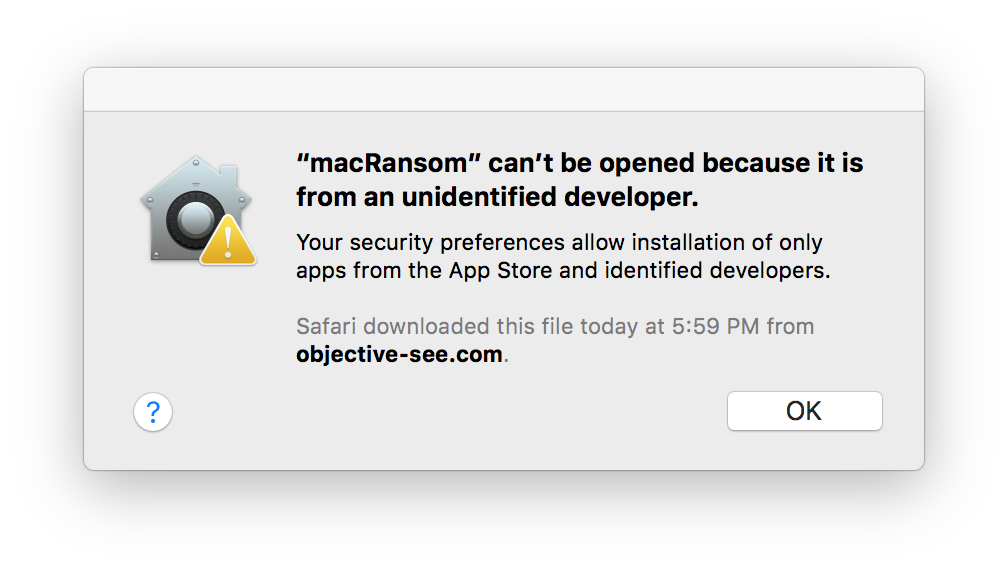 “macRansom” can’t be opened because it is
from an unidentified developer.
Your security preferences allow installation of only
apps from the App Store and identified developers.
Safari downloaded this file today at 5:59 PM from
objective-see.com.
?
OK